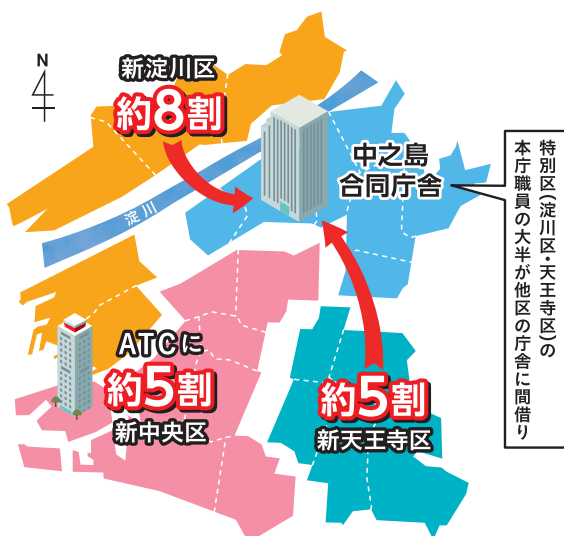 N
新淀川区
約8割
中之島
合同庁舎
特別区(淀川区・天王寺区)の
本庁職員の大半が他区の庁舎に間借り
淀川
ATCに
約5割
新中央区
約5割
新天王寺区